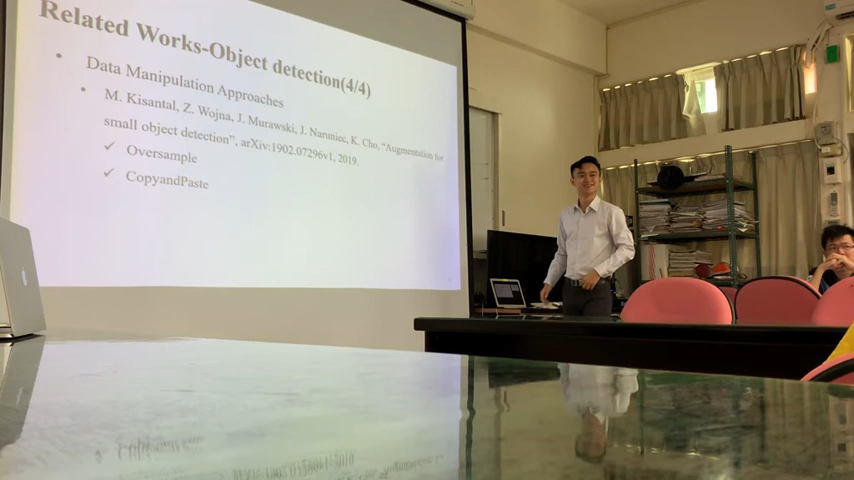 Related Works-Object detection(4/4)
• Data Manipulation Approaches
• M. Kisantal, Z. Wojna, J. Murawski, J. Naruniec, K. Cho, "Augmentation for
small object detection", arXiv:1902.07296v1, 2019.
✓ Oversample
✓ CopyandPaste